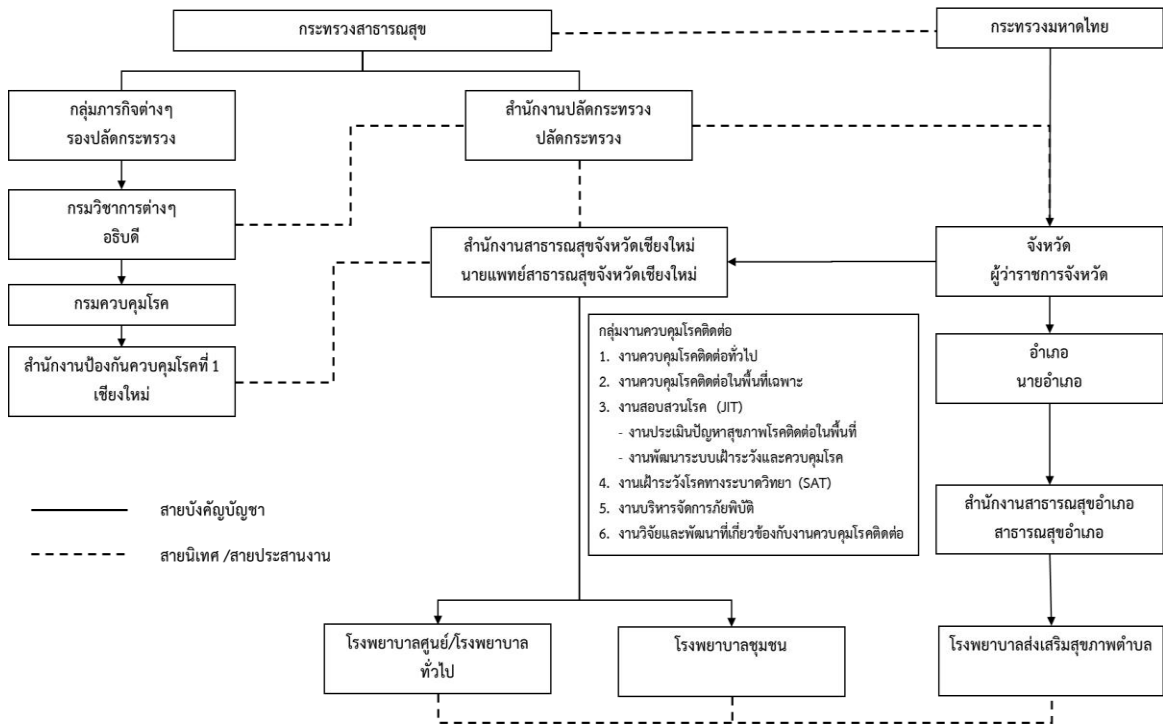 กระทรวงสาธารณสุข
กระทรวงมหาดไทย
กลุ่มภารกิจต่างๆ
รองปลัดกระทรวง
สำนักงานปลัดกระทรวง
ปลัดกระทรวง
กรมวิชาการต่างๆ
อธิบดี
สำนักงานสาธารณสุขจังหวัดเชียงใหม่
นายแพทย์สาธารณสุขจังหวัดเชียงใหม่
จังหวัด
ผู้ว่าราชการจังหวัด
กรมควบคุมโรค
สำนักงานป้องกันควบคุมโรคที่ 1
เชียงใหม่
กลุ่มงานควบคุมโรคติดต่อ
1. งานควบคุมโรคติดต่อทั่วไป
2. งานควบคุมโรคติดต่อในพื้นที่เฉพาะ
3. งานสอบสวนโรค (JIT)
- งานประเมินปัญหาสุขภาพโรคติดต่อในพื้นที่
- งานพัฒนาระบบเฝ้าระวังและควบคุมโรค
4. งานเฝ้าระวังโรคทางระบาดวิทยา (SAT)
5. งานบริหารจัดการภัยพิบัติ
6. งานวิจัยและพัฒนาที่เกี่ยวข้องกับงานควบคุมโรคติดต่อ
อำเภอ
นายอำเภอ
สำนักงานสาธารณสุขอำเภอ
สาธารณสุขอำเภอ
สายบังคัญบัญชา
สายนิเทศ /สายประสานงาน
โรงพยาบาลศูนย์/โรงพยาบาล
ทั่วไป
โรงพยาบาลชุมชน
โรงพยาบาลส่งเสริมสุขภาพตำบล